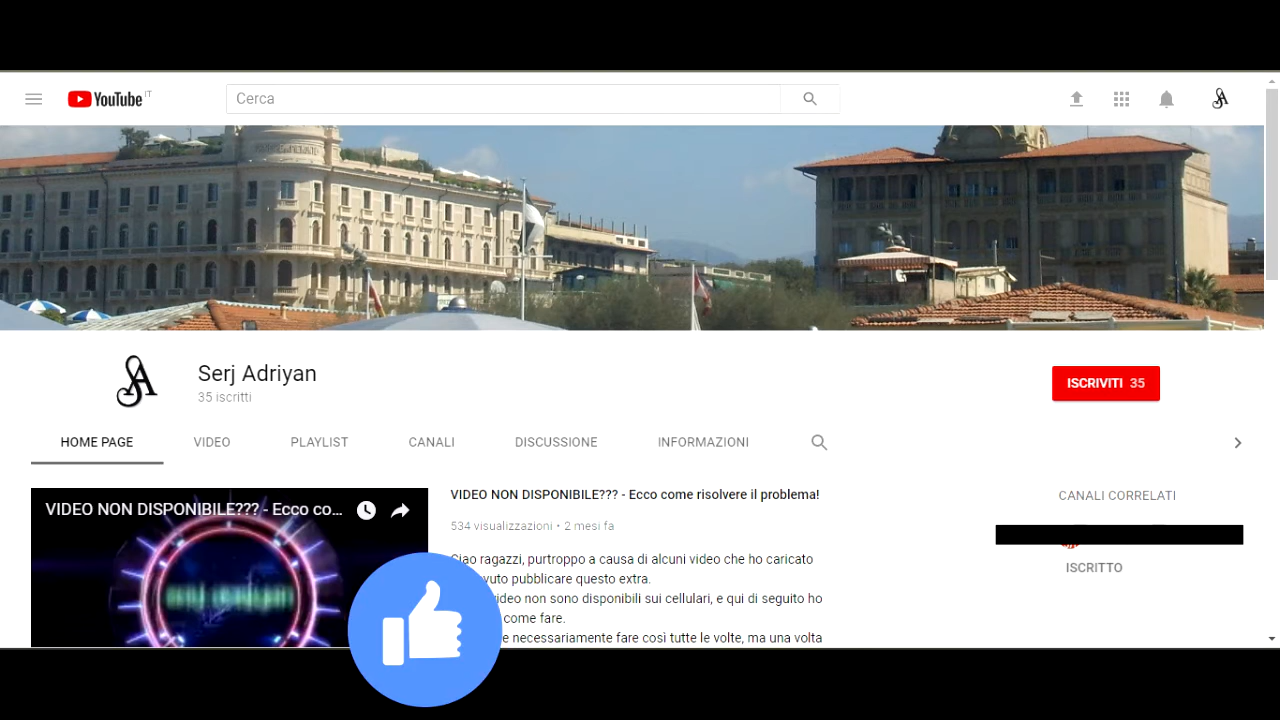 YouTube IT
Cerca
Serj Adriyan
35 iscritti
ISCRIVITI 35
HOME PAGE
VIDEO
PLAYLIST
CANALI
DISCUSSIONE
INFORMAZIONI
VIDEO NON DISPONIBILE??? - Ecco co...
VIDEO NON DISPONIBILE??? - Ecco come risolvere il problema!
534 visualizzazioni • 2 mesi fa
Ciao ragazzi, purtroppo a causa di alcuni video che ho caricato
pubblicare questo extra.
video non sono disponibili sui cellulari, e qui di seguito ho
come fare.
necessariamente fare così tutte le volte, ma una volta
CANALI CORRELATI
ISCRITTO